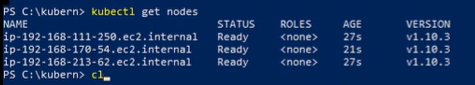 PS C:\kubern> kubectl get nodes
NAME STATUS ROLES AGE VERSION
ip-192-168-111-250.ec2.internal Ready <none> 27s v1.10.3
ip-192-168-170-54.ec2.internal Ready <none> 21s v1.10.3
ip-192-168-213-62.ec2.internal Ready <none> 27s v1.10.3
PS C:\kubern> cl